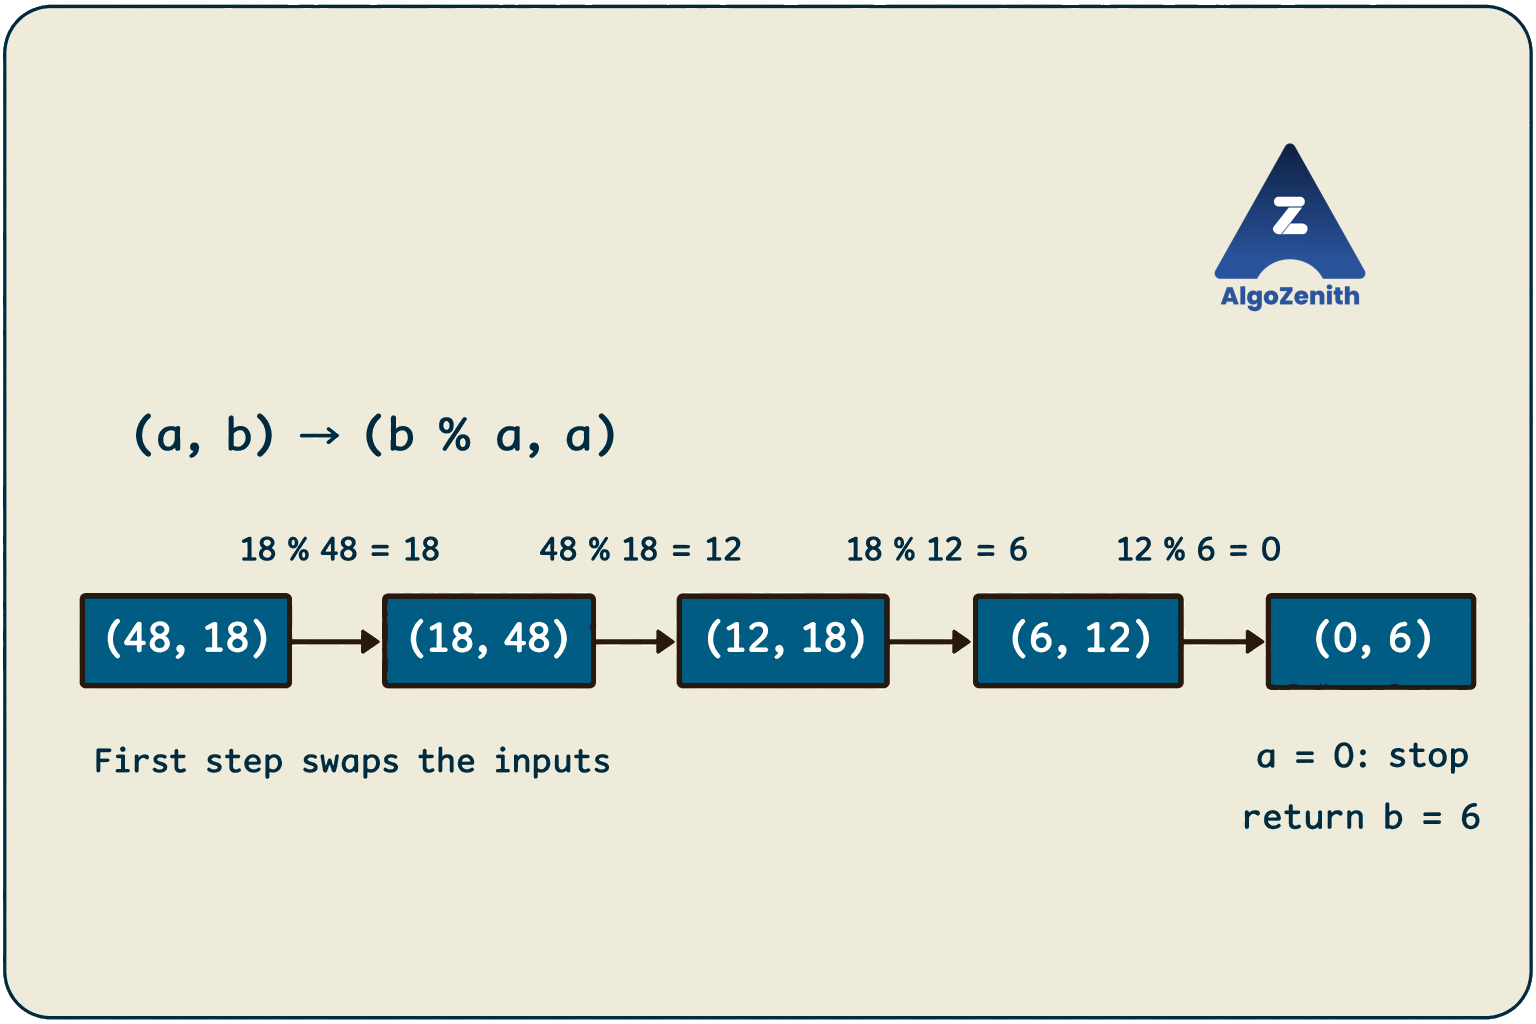 Z
AlgoZenith
(a, b) → (b % a, a)
18 % 48 = 18
48 % 18 = 12
18 % 12 = 6
12 % 6 = 0
(48, 18)
(18, 48)
(12, 18)
(6, 12)
(0, 6)
First step swaps the inputs
a = 0: stop
return b = 6